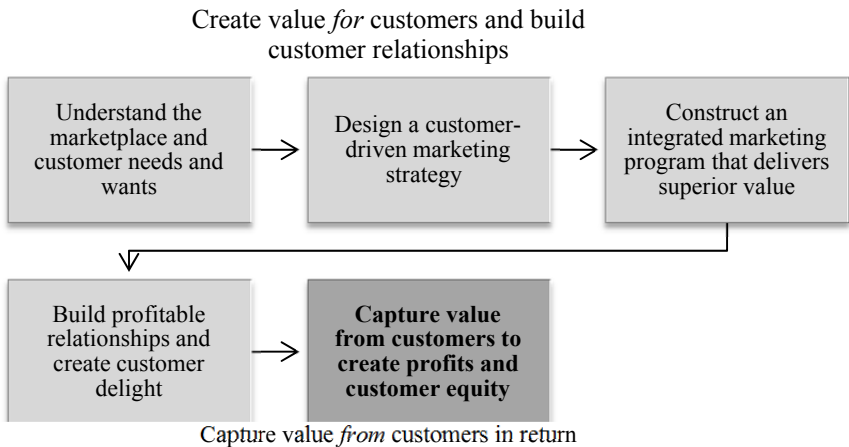 Create value for customers and build
customer relationships
Understand the
marketplace and
customer needs and
wants
Design a customer-
driven marketing
strategy
Construct an
integrated marketing
program that delivers
superior value
Build profitable
relationships and
create customer
delight
Capture value
from customers to
create profits and
customer equity
Capture value from customers in return